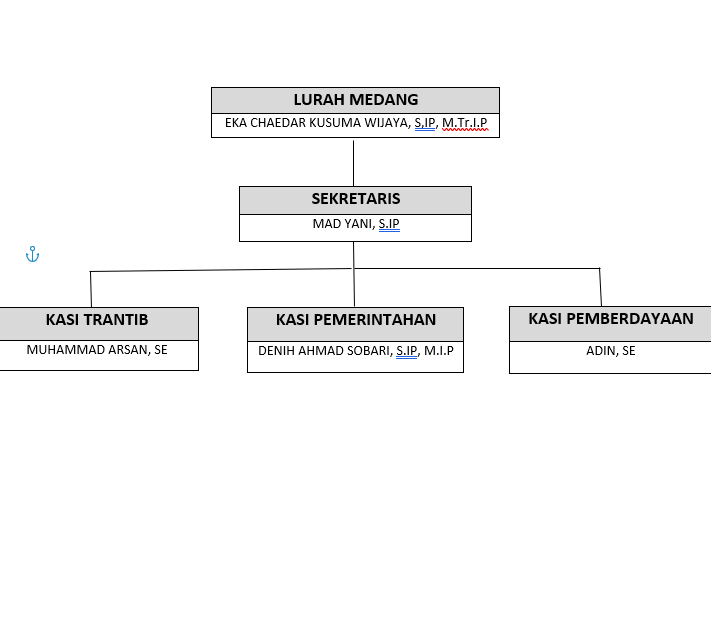 LURAH MEDANG
EKA CHAEDAR KUSUMA WIJAYA, S,IP, M.Tr.I.P
SEKRETARIS
MAD YANI, S.IP
KASI TRANTIB
MUHAMMAD ARSAN, SE
KASI PEMERINTAHAN
DENIH AHMAD SOBARI, S.IP, M.I.P
KASI PEMBERDAYAAN
ADIN, SE